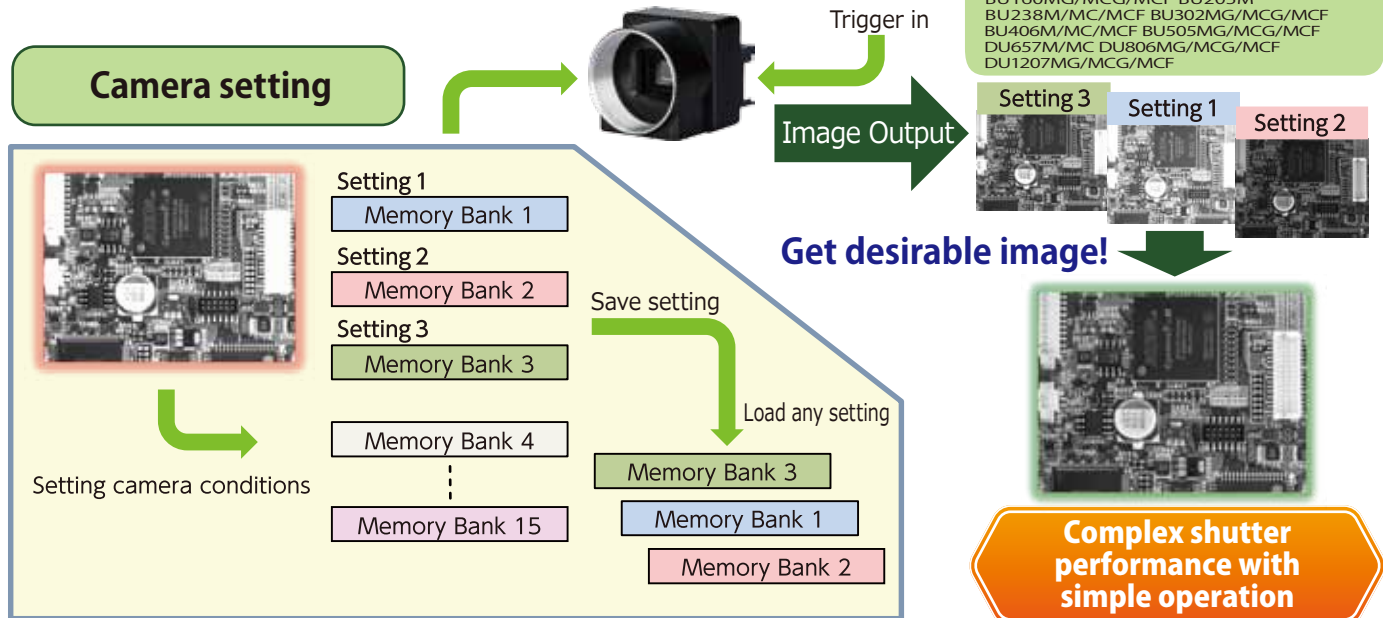 Trigger in
BU238M/MC/MCF BU302MG/MCG/MCF
BU406M/MC/MCF BU505MG/MCG/MCF
DU657M/MC DU806MG/MCG/MCF
DU1207MG/MCG/MCF
Camera setting
Image Output
Setting 3
Setting 1
Setting 2
Setting 1
Memory Bank 1
Setting 2
Memory Bank 2
Setting 3
Memory Bank 3
Memory Bank 4
Memory Bank 15
Setting camera conditions
Save setting
Load any setting
Memory Bank 3
Memory Bank 1
Memory Bank 2
Get desirable image!
Complex shutter
performance with
simple operation